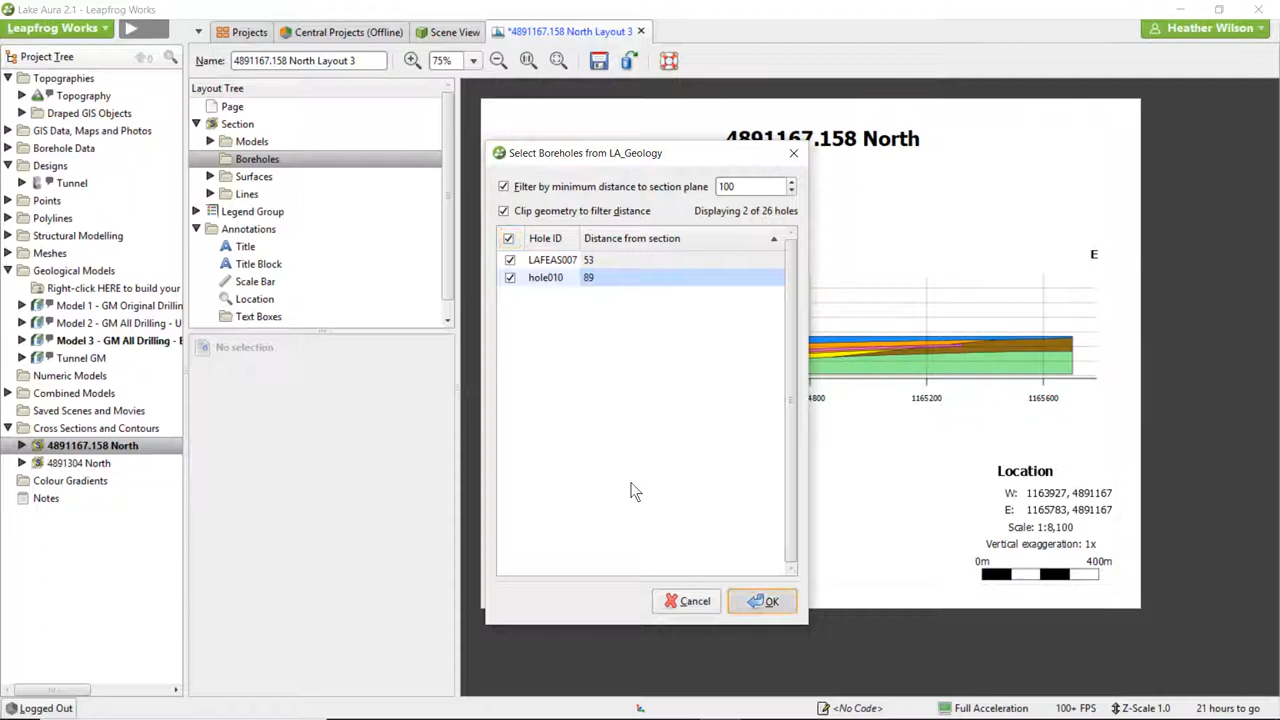 Lake Aura 2.1 - Leapfrog Works
Leapfrog Works
Projects
Central Projects (Offline)
Scene View
*4891167.158 North Layout 3
Heather Wilson
Project Tree
0
Name:
4891167.158 North Layout 3
75%
Topographies
Topography
Draped GIS Objects
GIS Data, Maps and Photos
Borehole Data
Designs
Tunnel
Points
Polylines
Structural Modelling
Meshes
Geological Models
Right-click HERE to build your
Model 1 - GM Original Drillin
Model 2 - GM All Drilling - U
Model 3 - GM All Drilling - E
Tunnel GM
Numeric Models
Combined Models
Saved Scenes and Movies
Cross Sections and Contours
4891167.158 North
4891304 North
Colour Gradients
Notes
Layout Tree
Page
Section
Models
Boreholes
Surfaces
Lines
Legend Group
Annotations
Title
Title Block
Scale Bar
Location
Text Boxes
No selection
4891167.158 North
Select Boreholes from LA_Geology
Filter by minimum distance to section plane
100
Clip geometry to filter distance
Displaying 2 of 26 holes
Hole ID
Distance from section
LAFEAS007 53
hole010 89
Cancel
OK
E
4800
1165200
1165600
Location
W: 1163927, 4891167
E: 1165783, 4891167
Scale: 1:8,100
Vertical exaggeration: 1x
0m
400m
Logged Out
<No Code>
Full Acceleration
100+ FPS
Z-Scale 1.0
21 hours to go